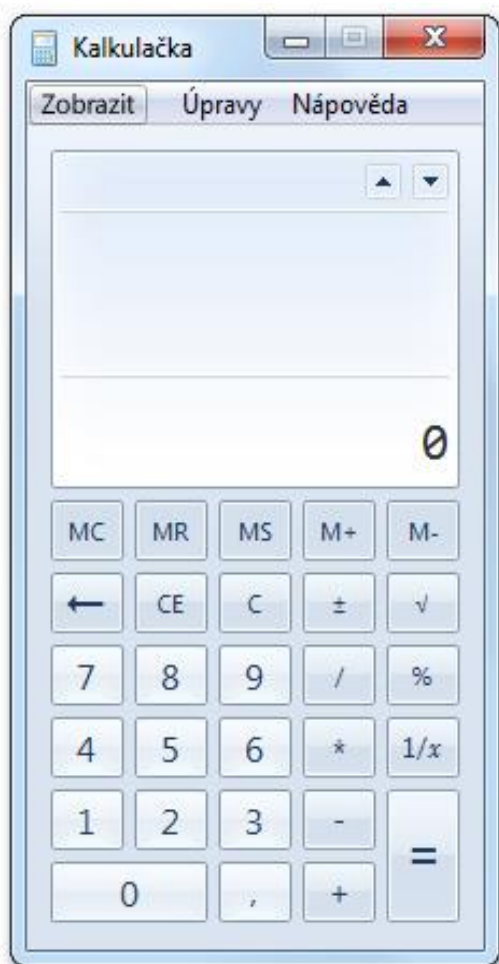 Kalkulačka
Zobrazit Úpravy Nápověda
0
MC MR MS M+ M-
← CE C ± √
7 8 9 / %
4 5 6 * 1/x
1 2 3 - =
0 , +